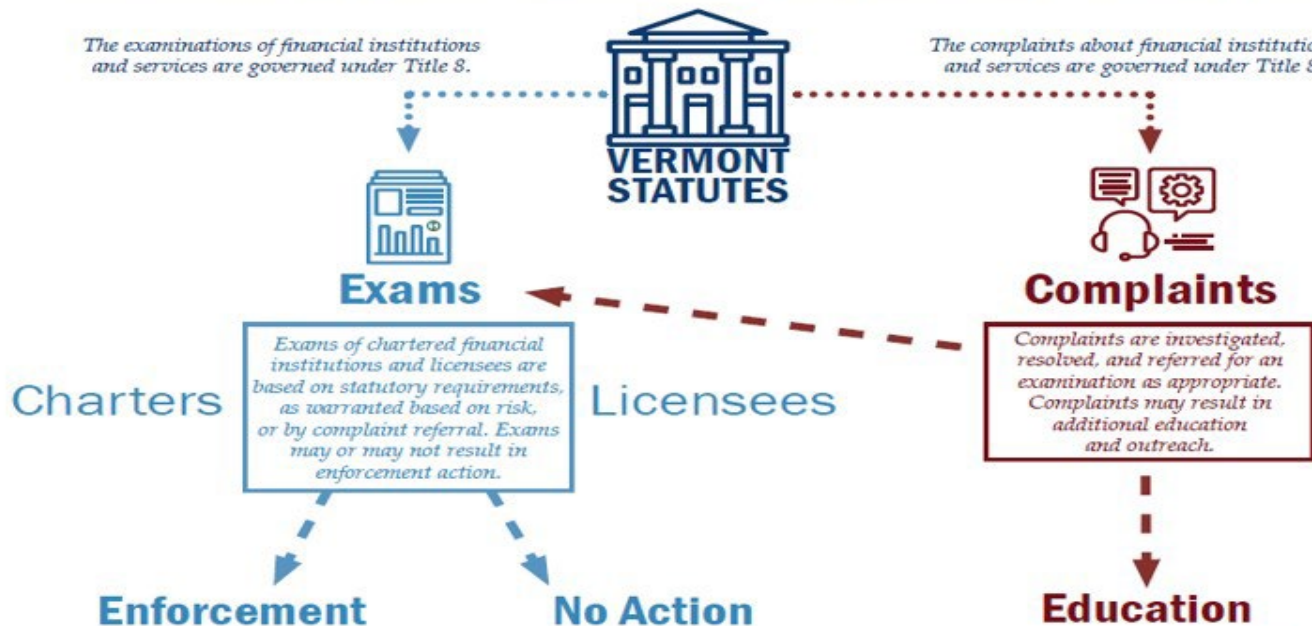 The examinations of financial institutions
and services are governed under Title 8.
VERMONT
STATUTES
The complaints about financial
and services are governed under Title
Exams
Exams of chartered financial
institutions and licensees are
based on statutory requirements,
as warranted based on risk,
or by complaint referral. Exams
may or may not result in
enforcement action.
Charters
Licensees
Enforcement
No Action
Complaints
Complaints are investigated,
resolved, and referred for an
examination as appropriate.
Complaints may result in
additional education
and outreach.
Education